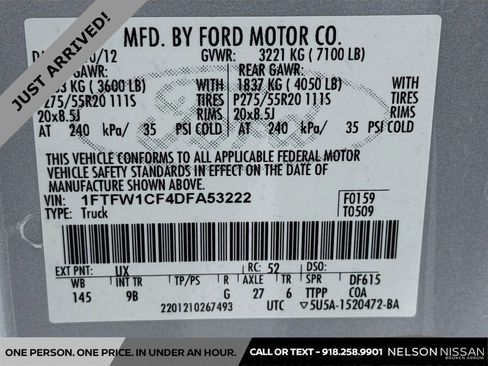 JUST ARRIVED!
MFD. BY FORD MOTOR CO.
/12 GVWR: 3221 KG ( 7100 LB)
GAWR: REAR GAWR:
KG ( 3600 LB) WITH 1837 KG ( 4050 LB) WITH
P275/55R20 111S TIRES P275/55R20 111S TIRES
20x8.5J RIMS 20x8.5J RIMS
AT 240 kPa/ 35 PSI COLD AT 240 kPa/ 35 PSI COLD
THIS VEHICLE CONFORMS TO ALL APPLICABLE FEDERAL MOTOR
VEHICLE SAFETY STANDARDS IN EFFECT ON THE DATE OF
MANUFACTURE SHOWN ABOVE.
VIN: 1FTFW1CF4DFA53222 F0159
TYPE: Truck T0509
EXT PNT: UX RC: 52 DSO:
WB BRK INT TR TP/PS R AXLE TR SPR DF615
145 9B G 27 6 TTPP COA
2201210267493 UTC ▽5U5A-1520472-BA
ONE PERSON. ONE PRICE. IN UNDER AN HOUR. CALL OR TEXT - 918.258.9901 NELSON NISSAN
BROKEN ARROW